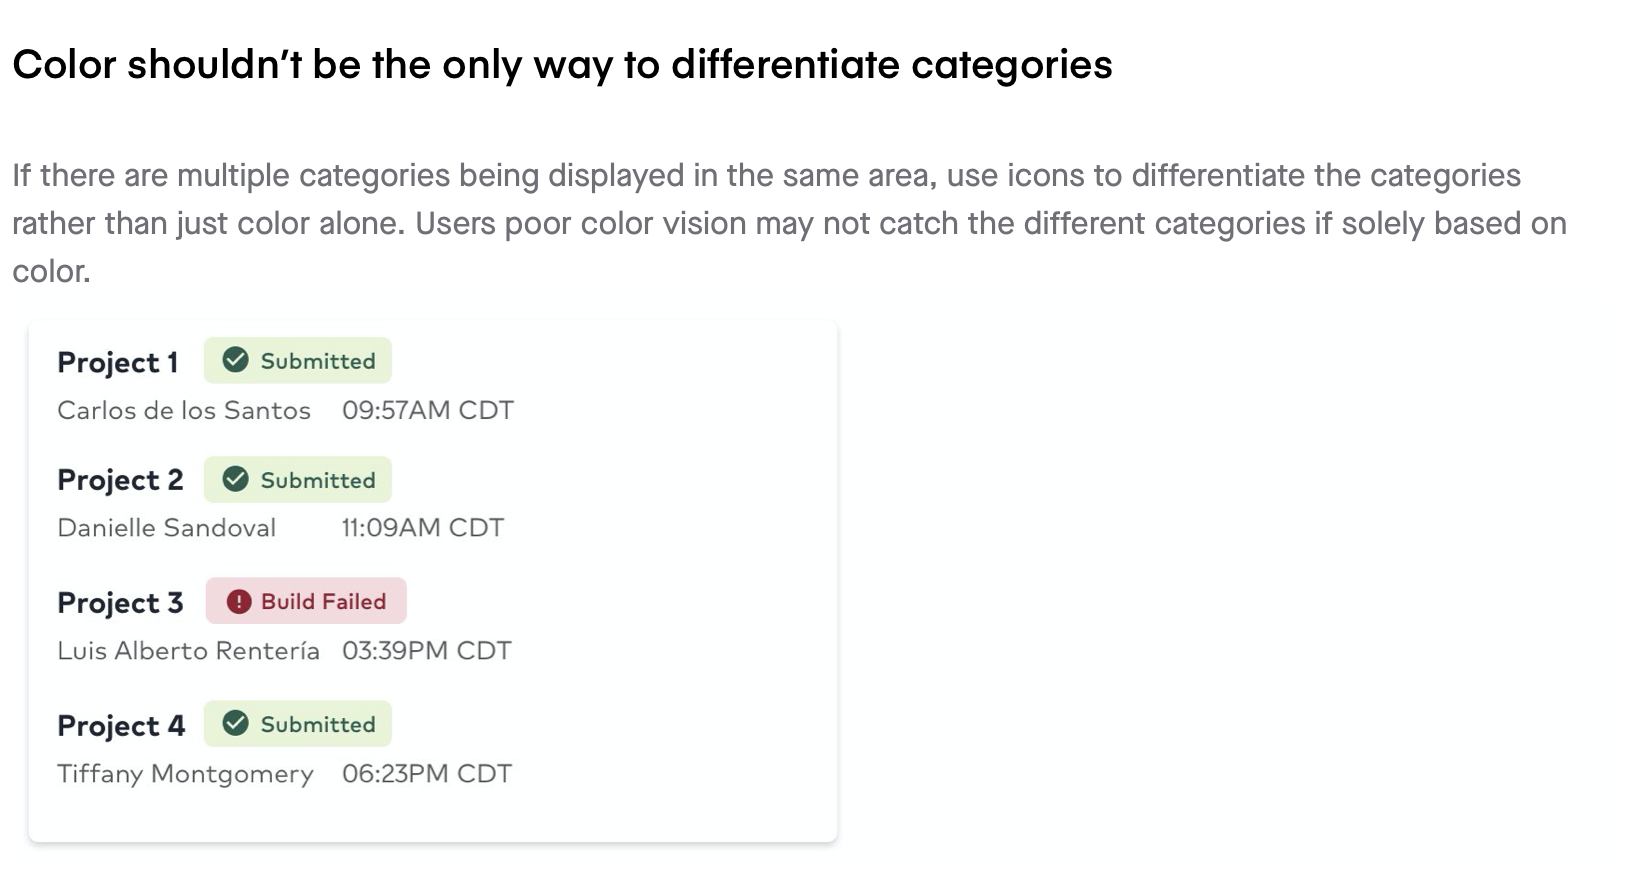 Color shouldn’t be the only way to differentiate categories
If there are multiple categories being displayed in the same area, use icons to differentiate the categories
rather than just color alone. Users poor color vision may not catch the different categories if solely based on
color.
Project 1 Submitted
Carlos de los Santos 09:57AM CDT
Project 2 Submitted
Danielle Sandoval 11:09AM CDT
Project 3 Build Failed
Luis Alberto Rentería 03:39PM CDT
Project 4 Submitted
Tiffany Montgomery 06:23PM CDT